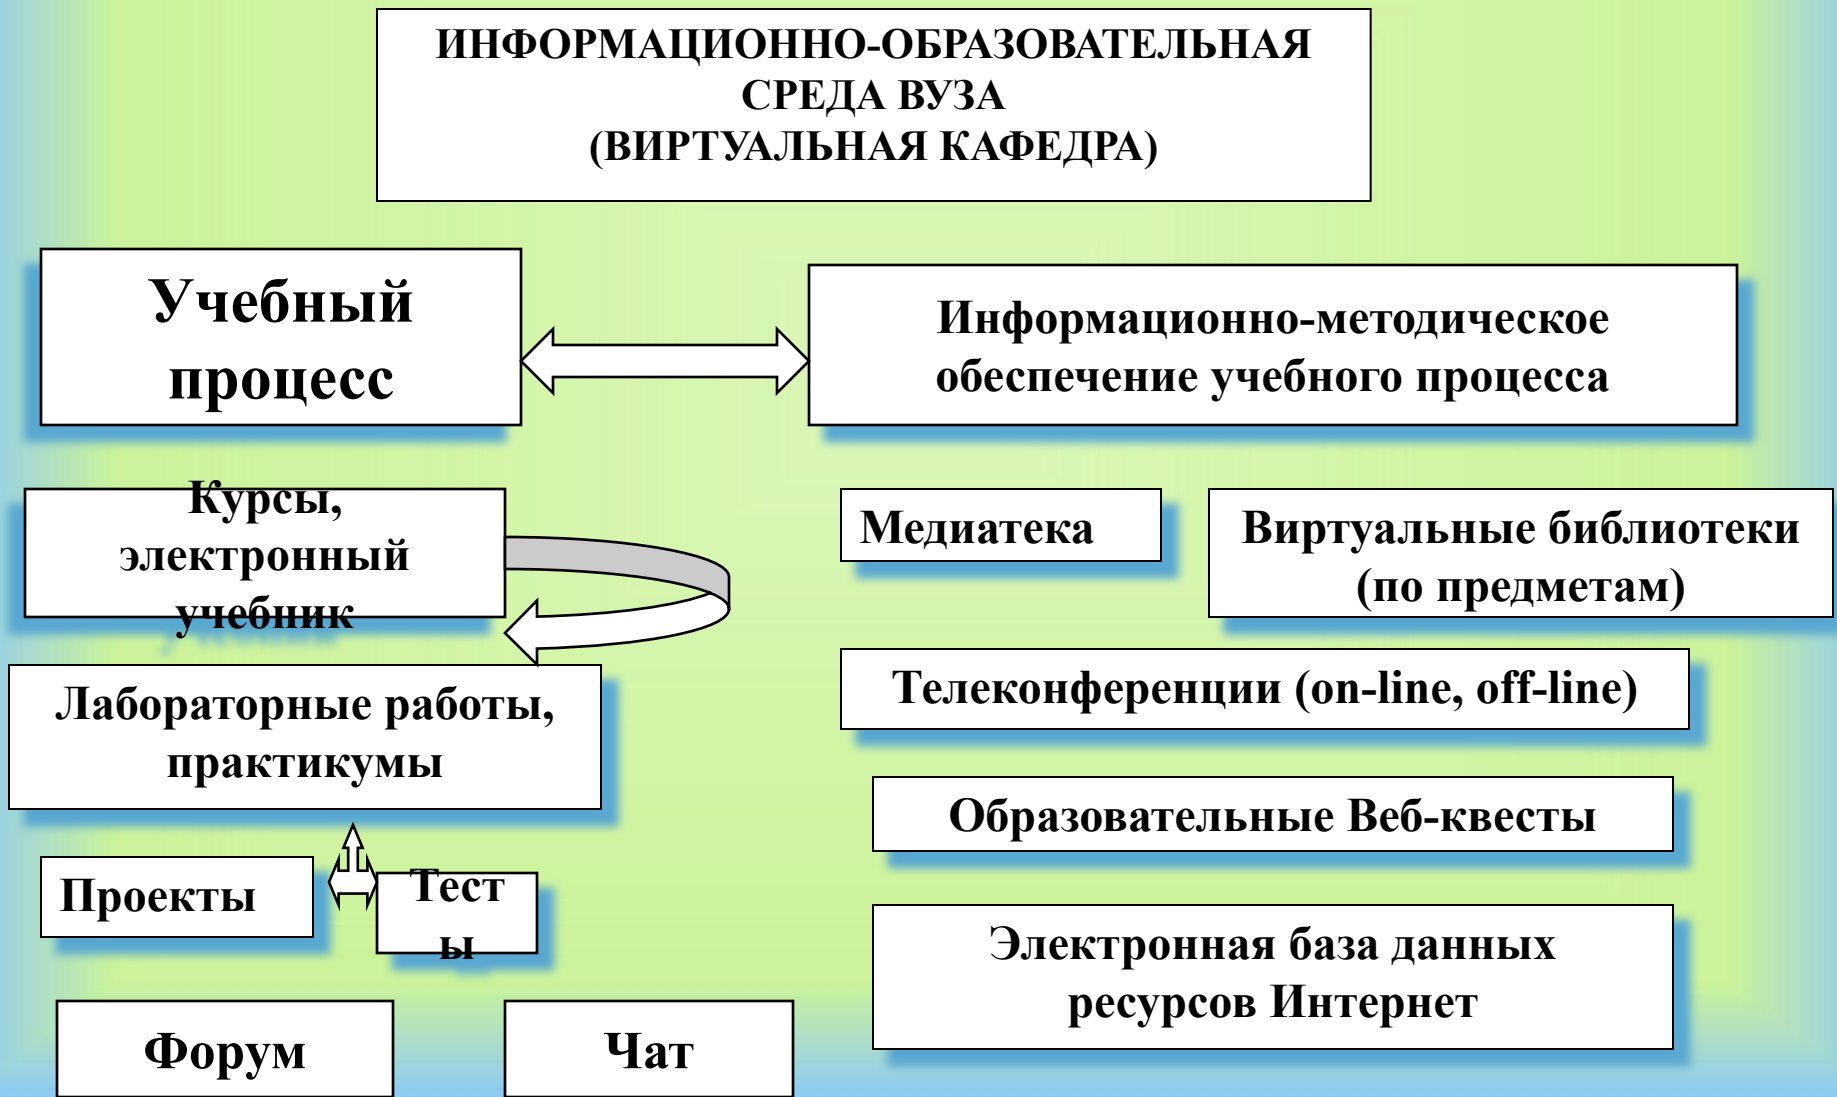 ИНФОРМАЦИОННО-ОБРАЗОВАТЕЛЬНАЯ
СРЕДА ВУЗА
(ВИРТУАЛЬНАЯ КАФЕДРА)
Учебный
процесс
Информационно-методическое
обеспечение учебного процесса
Курсы,
электронный
учебник
Медиатека
Виртуальные библиотеки
(по предметам)
Лабораторные работы,
практикумы
Телеконференции (on-line, off-line)
Образовательные Веб-квесты
Проекты
Тест
ы
Электронная база данных
ресурсов Интернет
Форум
Чат